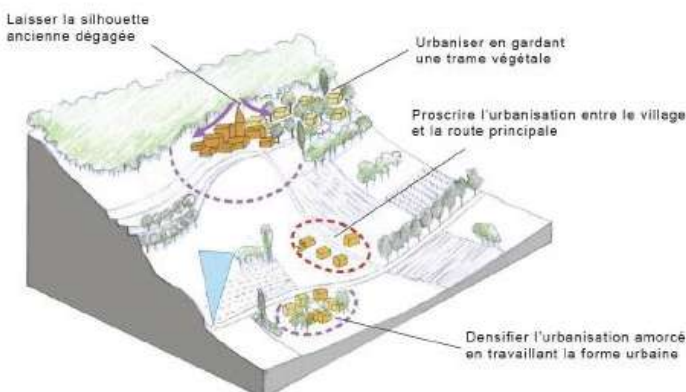 Laisser la silhouette
ancienne dégagée
Urbaniser en gardant
une trame végétale
Proscrire l'urbanisation entre le village
et la route principale
Densifier l'urbanisation amorcé
en travaillant la forme urbaine